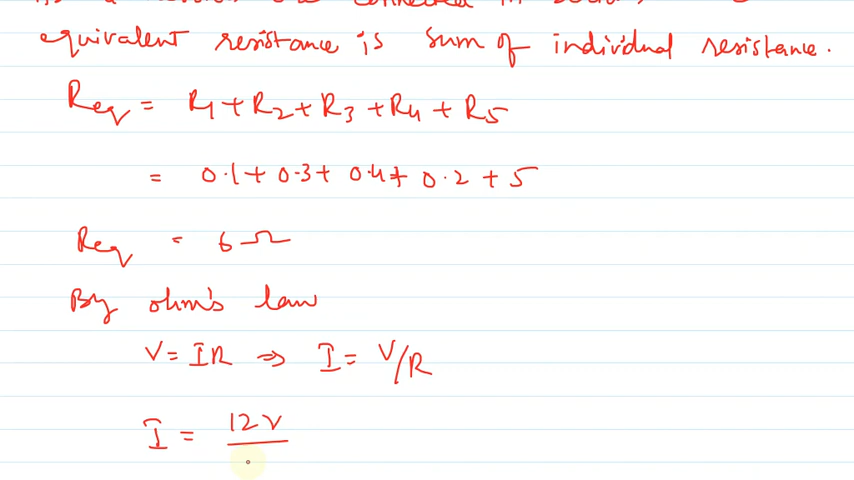 equivalent resistance is sum of individual resistance.
Req = R1 + R2 + R3 + R4 + R5
= 0.1 + 0.3 + 0.4 + 0.2 + 5
Req = 6 Ω
By ohm's law
V = IR ⇒ I = V/R
I = 12 V